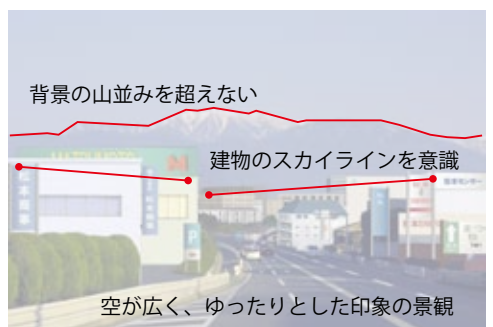 背景の山並みを超えない
建物のスカイラインを意識
P
空が広く、ゆったりとした印象の景観